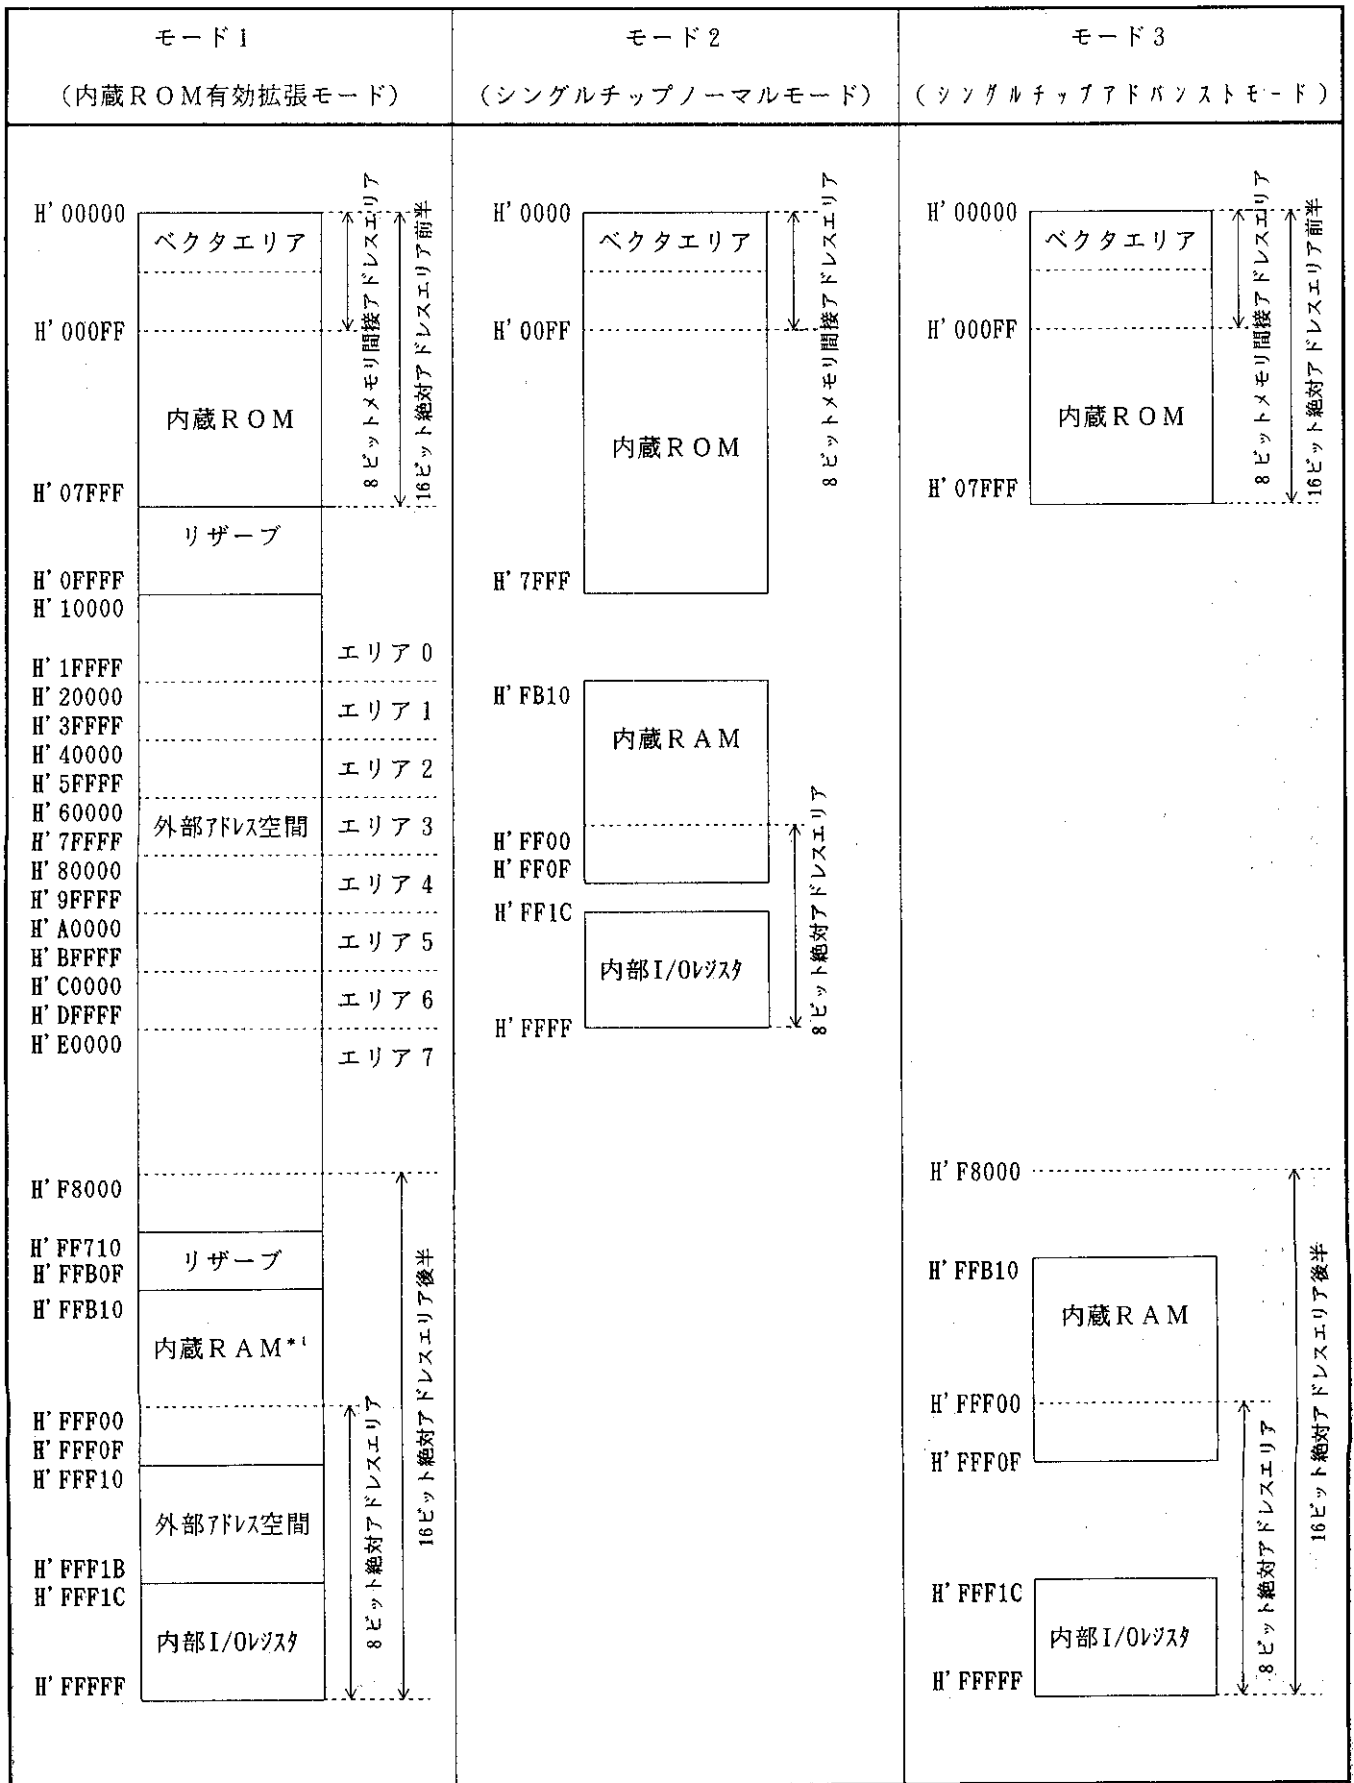 モード1
(内蔵ROM有効拡張モード)
H'00000
ベクタエリア
H'000FF
内蔵ROM
H'07FFF
リザーブ
H'0FFFF
H'10000
エリア0
H'1FFFF
H'20000
エリア1
H'3FFFF
H'40000
エリア2
H'5FFFF
H'60000
外部アドレス空間
エリア3
H'7FFFF
H'80000
エリア4
H'9FFFF
H'A0000
エリア5
H'BFFFF
H'C0000
エリア6
H'DFFFF
H'E0000
エリア7
H'F8000
H'FF710
リザーブ
H'FFB0F
H'FFB10
内蔵RAM*1
H'FFF00
H'FFF0F
H'FFF10
外部アドレス空間
H'FFF1B
H'FFF1C
内部I/Oレジスタ
H'FFFFF
8ビットメモリ間接アドレスエリア
16ビット絶対アドレスエリア前半
8ビット絶対アドレスエリア
16ビット絶対アドレスエリア後半
モード2
(シングルチップノーマルモード)
H'0000
ベクタエリア
H'00FF
内蔵ROM
H'7FFF
H'FB10
内蔵RAM
H'FF00
H'FF0F
H'FF1C
内部I/Oレジスタ
H'FFFF
8ビットメモリ間接アドレスエリア
8ビット絶対アドレスエリア
モード3
(シングルチップアドバンストモード)
H'00000
ベクタエリア
H'000FF
内蔵ROM
H'07FFF
H'F8000
H'FFB10
内蔵RAM
H'FFF00
H'FFF0F
H'FFF1C
内部I/Oレジスタ
H'FFFFF
8ビットメモリ間接アドレスエリア
16ビット絶対アドレスエリア前半
8ビット絶対アドレスエリア
16ビット絶対アドレスエリア後半